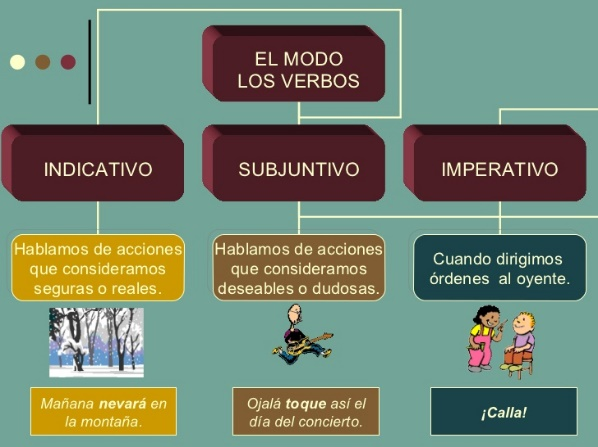 EL MODO
LOS VERBOS
INDICATIVO
SUBJUNTIVO
IMPERATIVO
Hablamos de acciones
que consideramos
seguras o reales.
Hablamos de acciones
que consideramos
deseables o dudosas.
Cuando dirigimos
órdenes al oyente.
Mañana nevará en
la montaña.
Ojalá toque así el
día del concierto.
¡Calla!